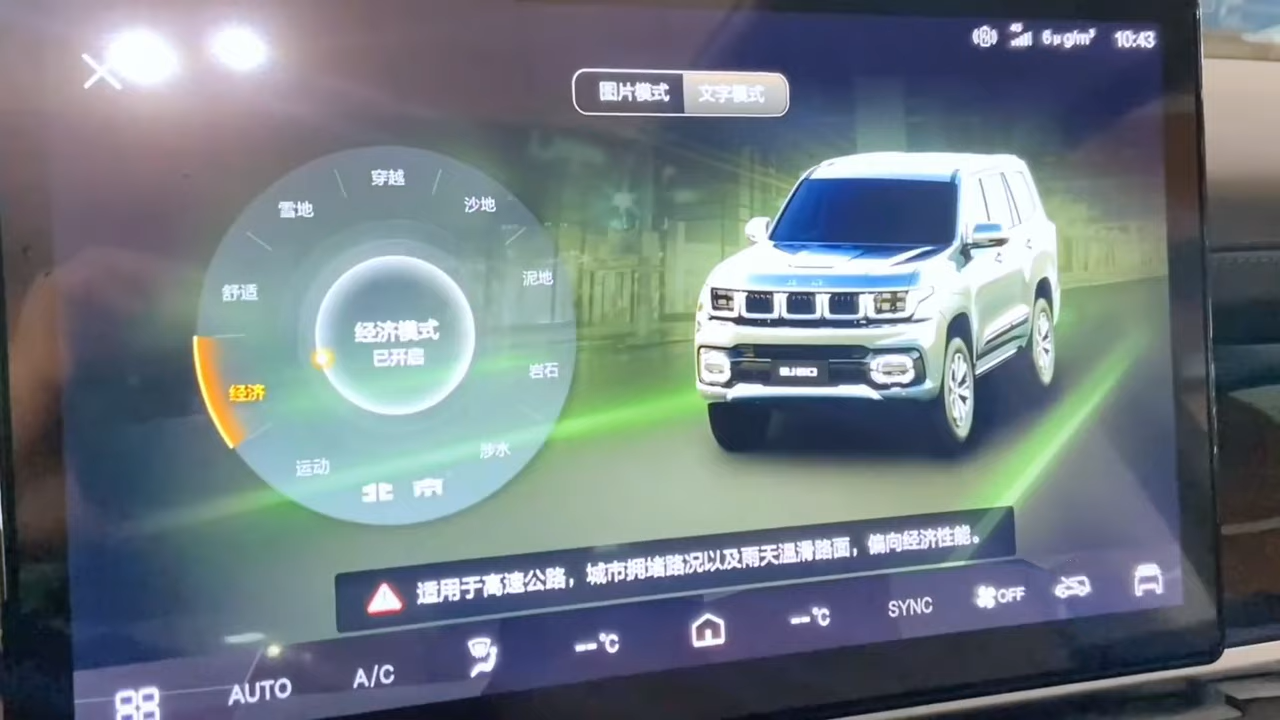 4G 6μg/m³ 10:43
图片模式 文字模式
穿越
雪地
沙地
舒适
泥地
经济模式
已开启
经济
岩石
运动
涉水
北京
BJ60
适用于高速公路，城市拥堵路况以及雨天湿滑路面，偏向经济性能。
AUTO A/C --℃ --℃ SYNC OFF